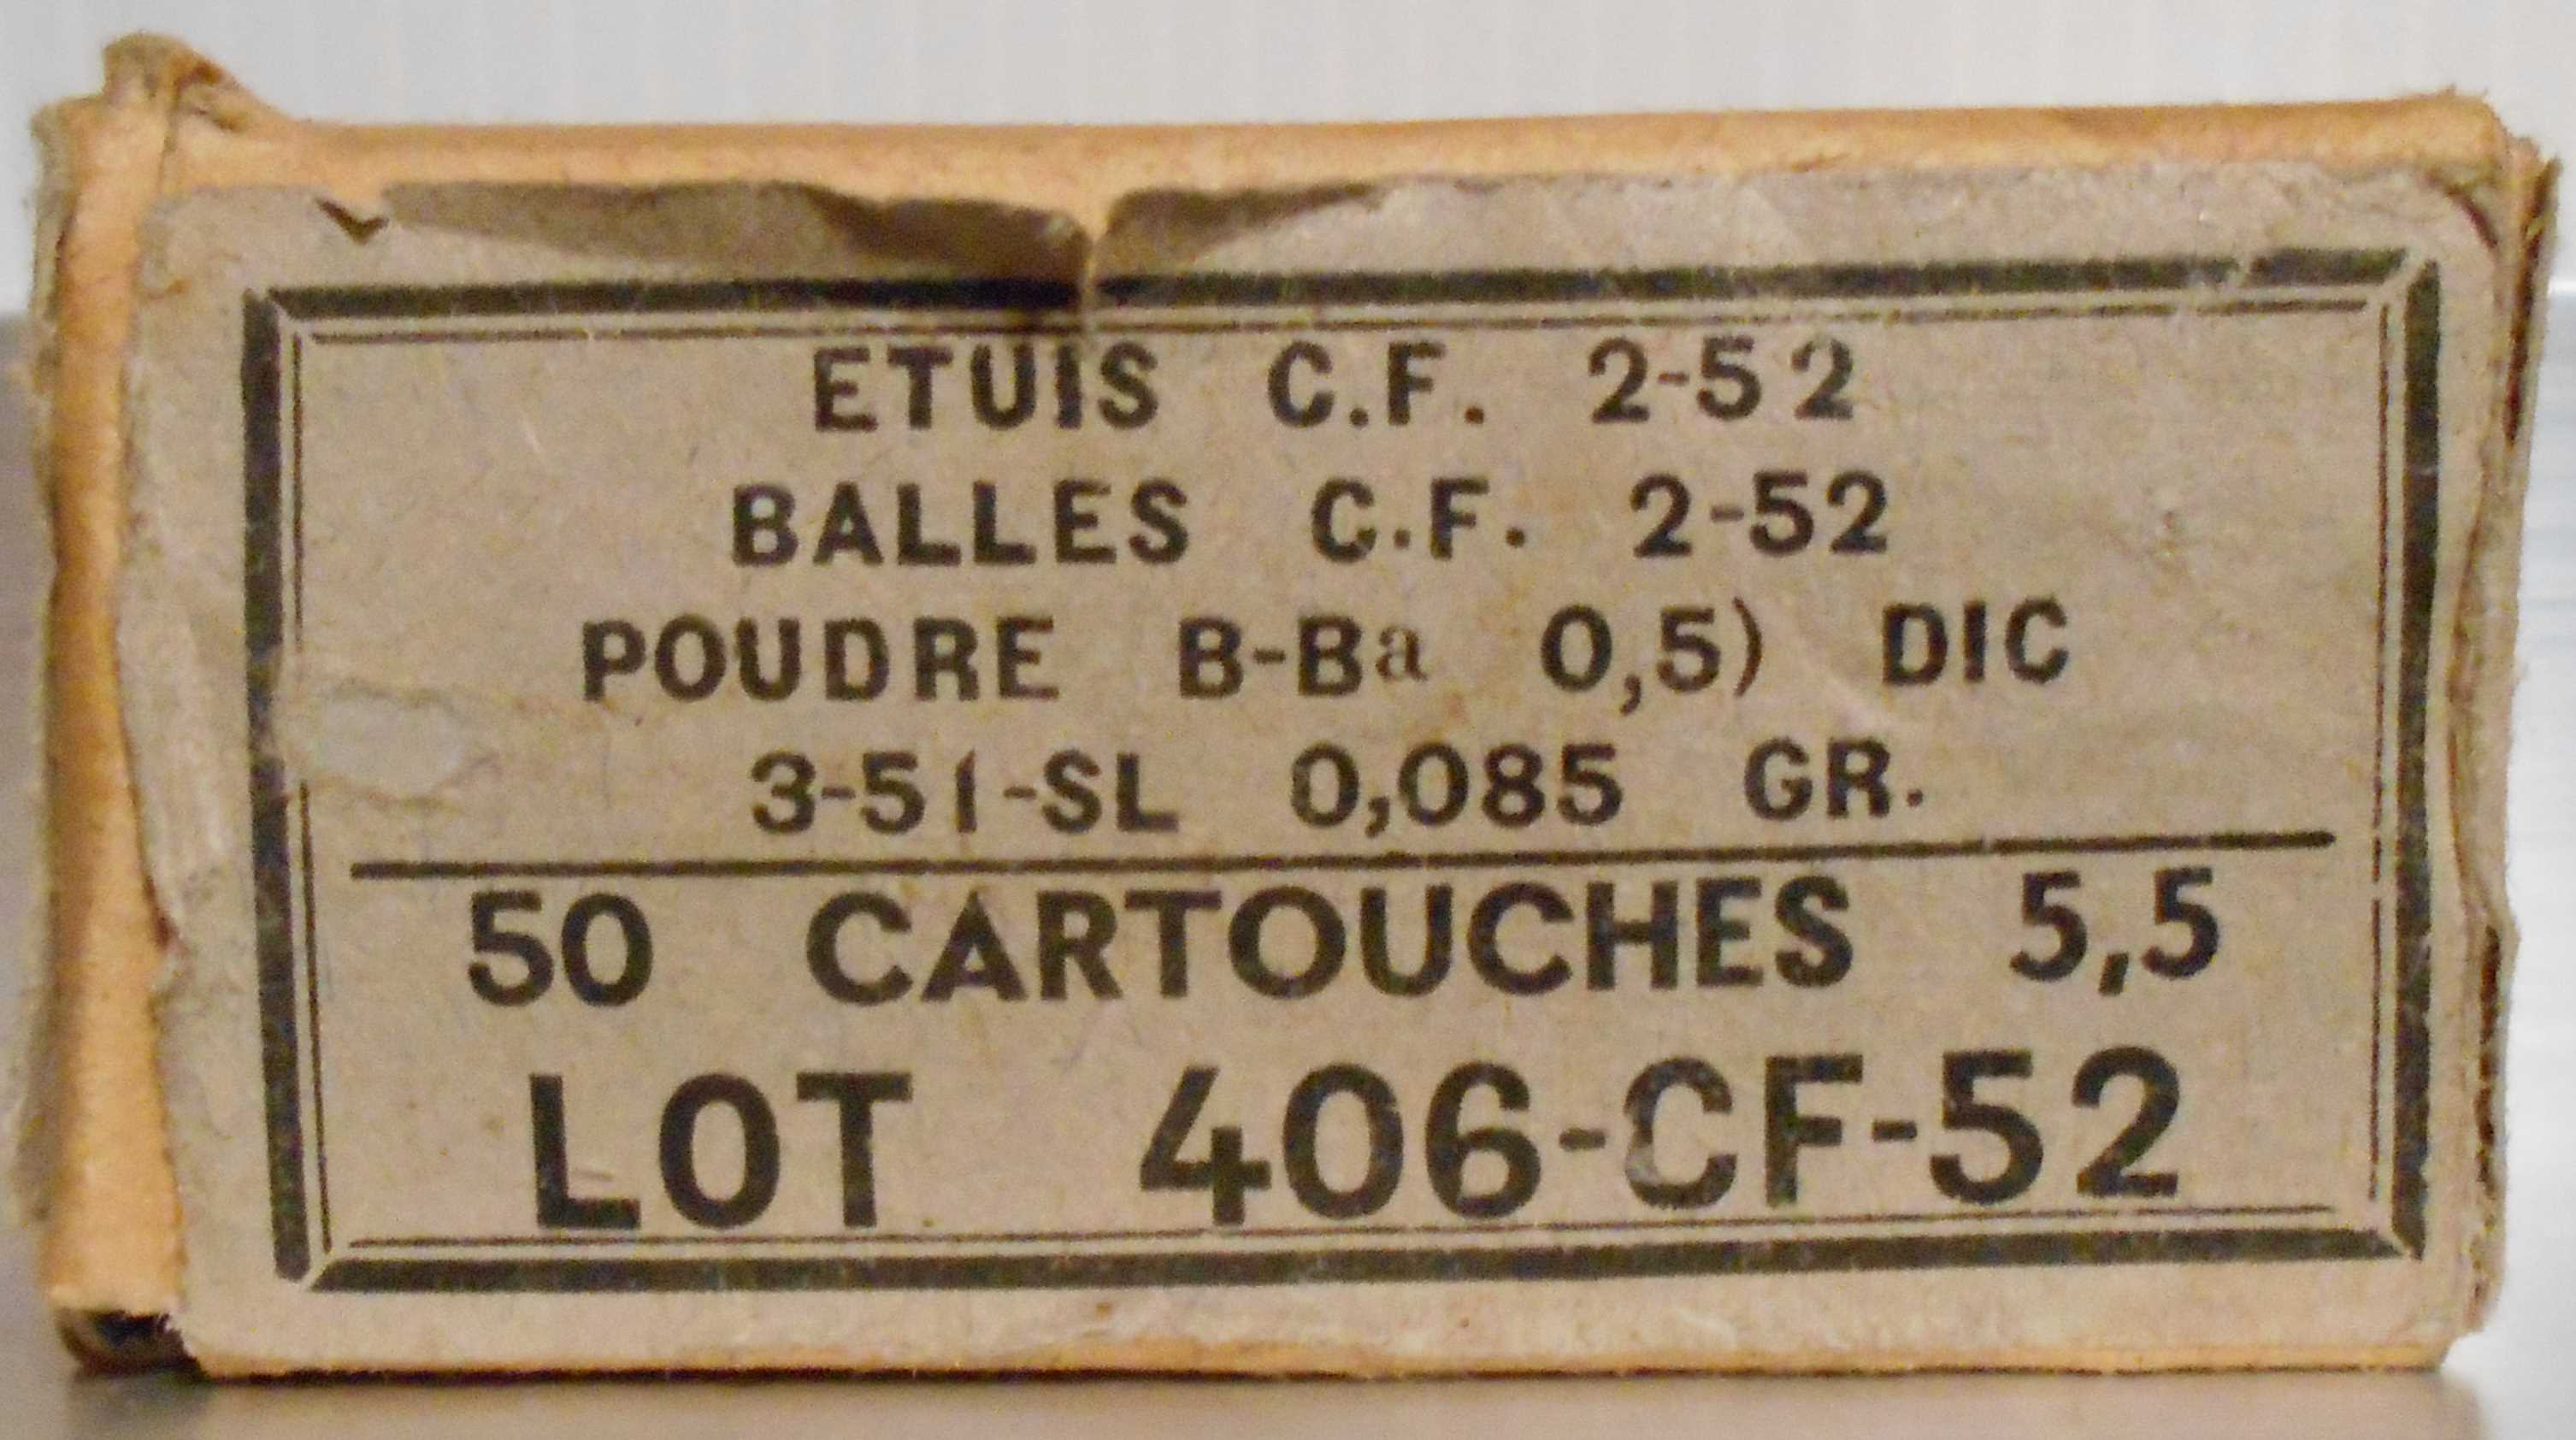 ETUIS C.F. 2-52
BALLES C.F. 2-52
POUDRE B-Ba 0,5) DIC
3-51-SL 0,085 GR.
50 CARTOUCHES 5,5
LOT 406-CF-52